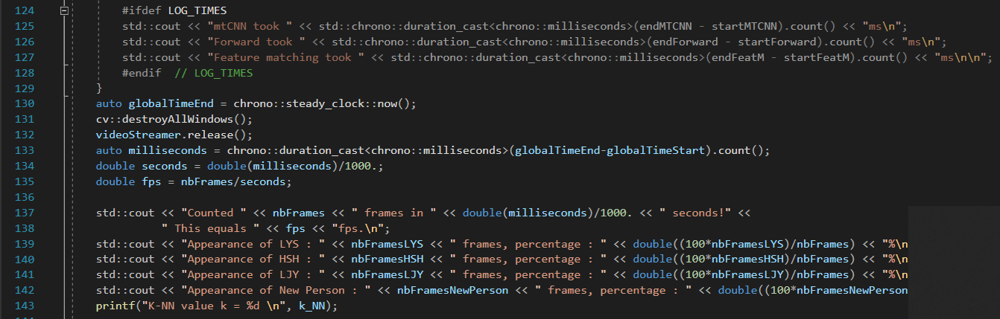 124 #ifdef LOG_TIMES
125 std::cout << "mtCNN took " << std::chrono::duration_cast<chrono::milliseconds>(endMTCNN - startMTCNN).count() << "ms\n";
126 std::cout << "Forward took " << std::chrono::duration_cast<chrono::milliseconds>(endForward - startForward).count() << "ms\n";
127 std::cout << "Feature matching took " << std::chrono::duration_cast<chrono::milliseconds>(endFeatM - startFeatM).count() << "ms\n\n";
128 #endif // LOG_TIMES
129 }
130 auto globalTimeEnd = chrono::steady_clock::now();
131 cv::destroyAllWindows();
132 videoStreamer.release();
133 auto milliseconds = chrono::duration_cast<chrono::milliseconds>(globalTimeEnd-globalTimeStart).count();
134 double seconds = double(milliseconds)/1000.;
135 double fps = nbFrames/seconds;
136
137 std::cout << "Counted " << nbFrames << " frames in " << double(milliseconds)/1000. << " seconds!" <<
138 " This equals " << fps << "fps.\n";
139 std::cout << "Appearance of LYS : " << nbFramesLYS << " frames, percentage : " << double((100*nbFramesLYS)/nbFrames) << "%\n
140 std::cout << "Appearance of HSH : " << nbFramesHSH << " frames, percentage : " << double((100*nbFramesHSH)/nbFrames) << "%\n
141 std::cout << "Appearance of LJY : " << nbFramesLJY << " frames, percentage : " << double((100*nbFramesLJY)/nbFrames) << "%\n
142 std::cout << "Appearance of New Person : " << nbFramesNewPerson << " frames, percentage : " << double((100*nbFramesNewPerson
143 printf("K-NN value k = %d \n", k_NN);